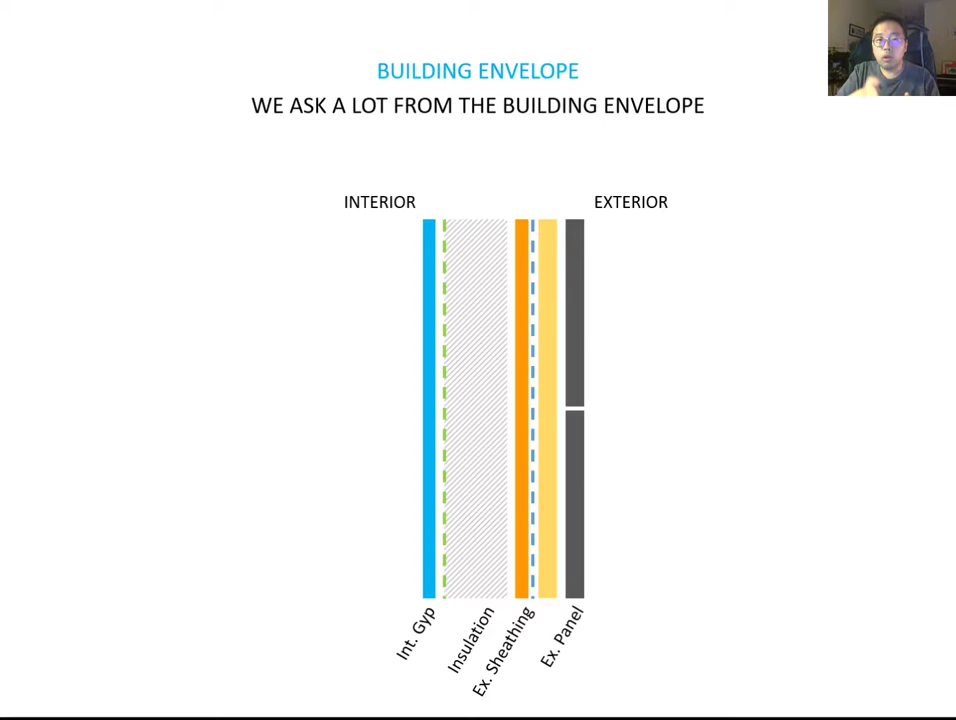 BUILDING ENVELOPE
WE ASK A LOT FROM THE BUILDING ENVELOPE
INTERIOR
EXTERIOR
Int. Gyp
Insulation
Ex. Sheathing
Ex. Panel